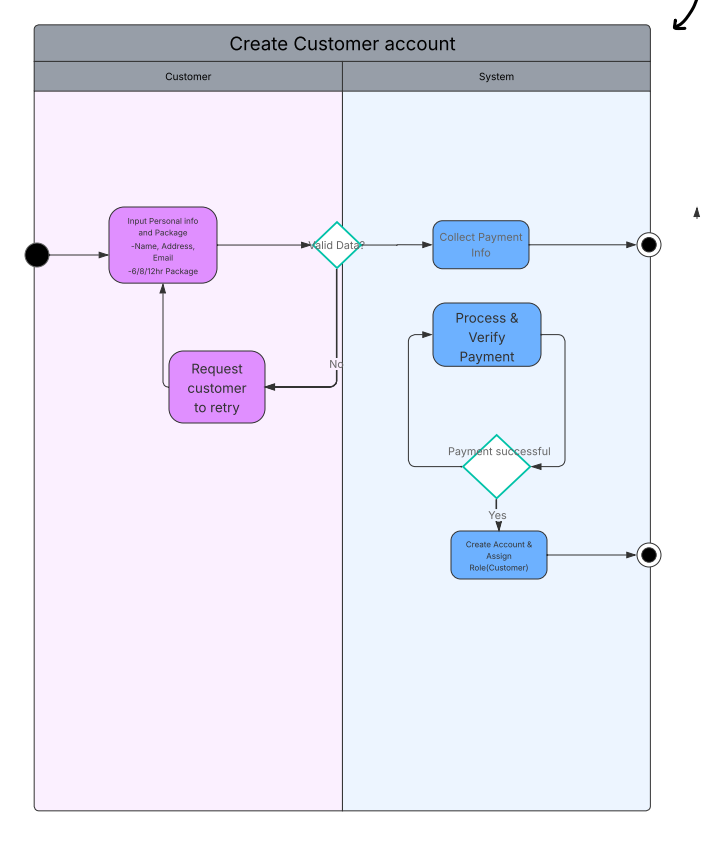 Create Customer account
Customer
System
Input Personal info
and Package
-Name, Address,
Email
-6/8/12hr Package
Valid Data?
Collect Payment
Info
Process &
Verify
Payment
No
Request
customer
to retry
Payment successful
Yes
Create Account &
Assign
Role(Customer)